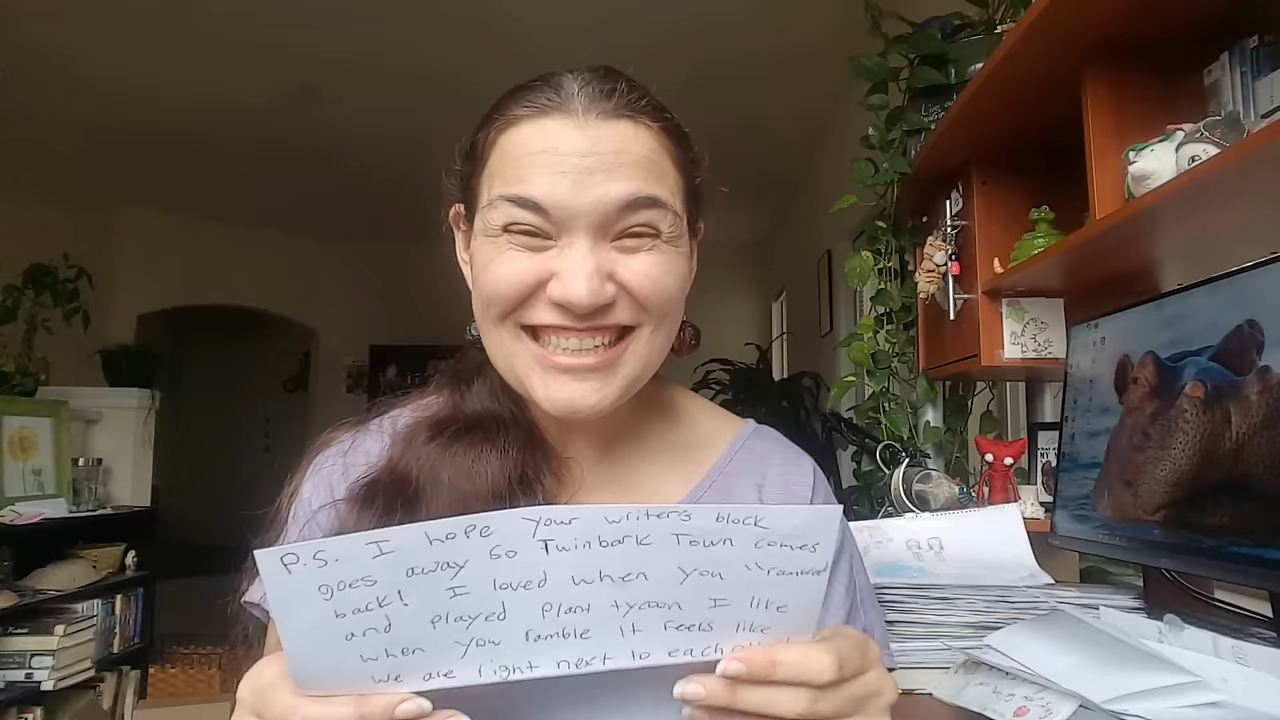 P.S. I hope your writer's block
goes away so Twinbark Town comes
back! I loved when you "rambled
and played Plant tycoon I like
when you ramble it feels like
we are right next to each